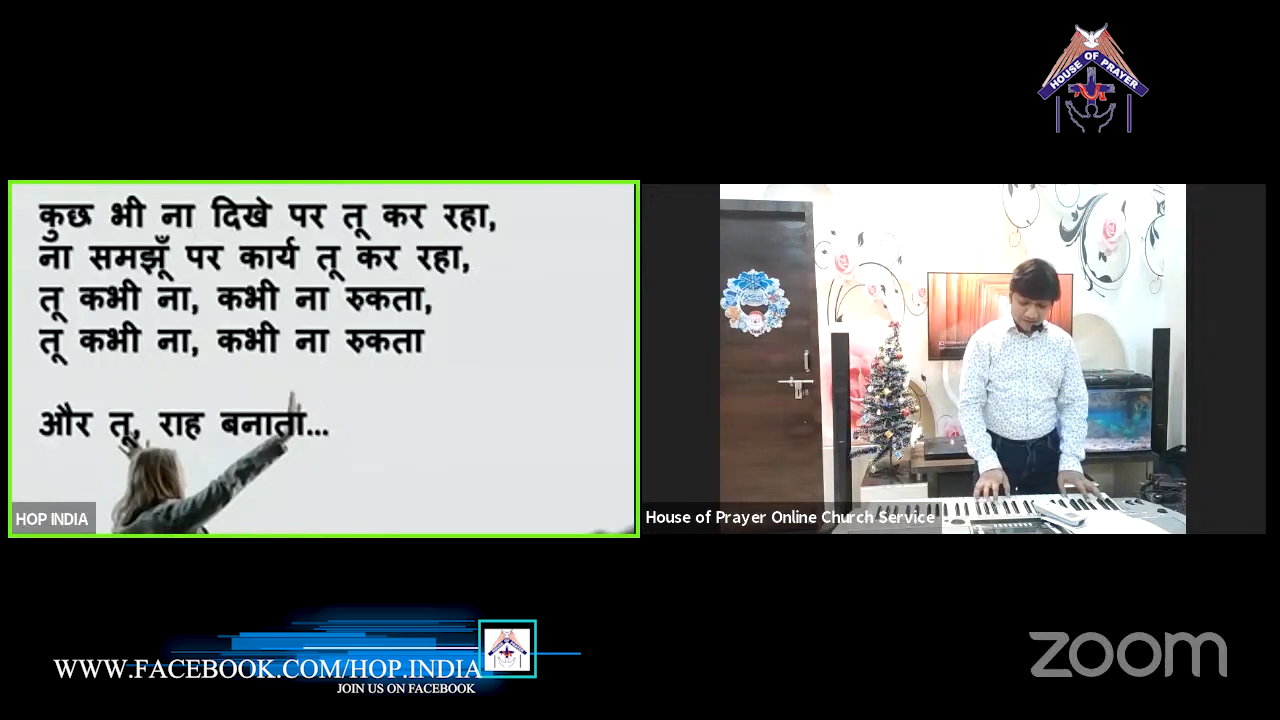 HOUSE OF PRAYER
कुछ भी ना दिखे पर तू कर रहा,
ना समझूँ पर कार्य तू कर रहा,
तू कभी ना, कभी ना रुकता,
तू कभी ना, कभी ना रुकता
और तू, राह बनाता...
HOP INDIA
House of Prayer Online Church Service
WWW.FACEBOOK.COM/HOP.INDIA
JOIN US ON FACEBOOK
zoom